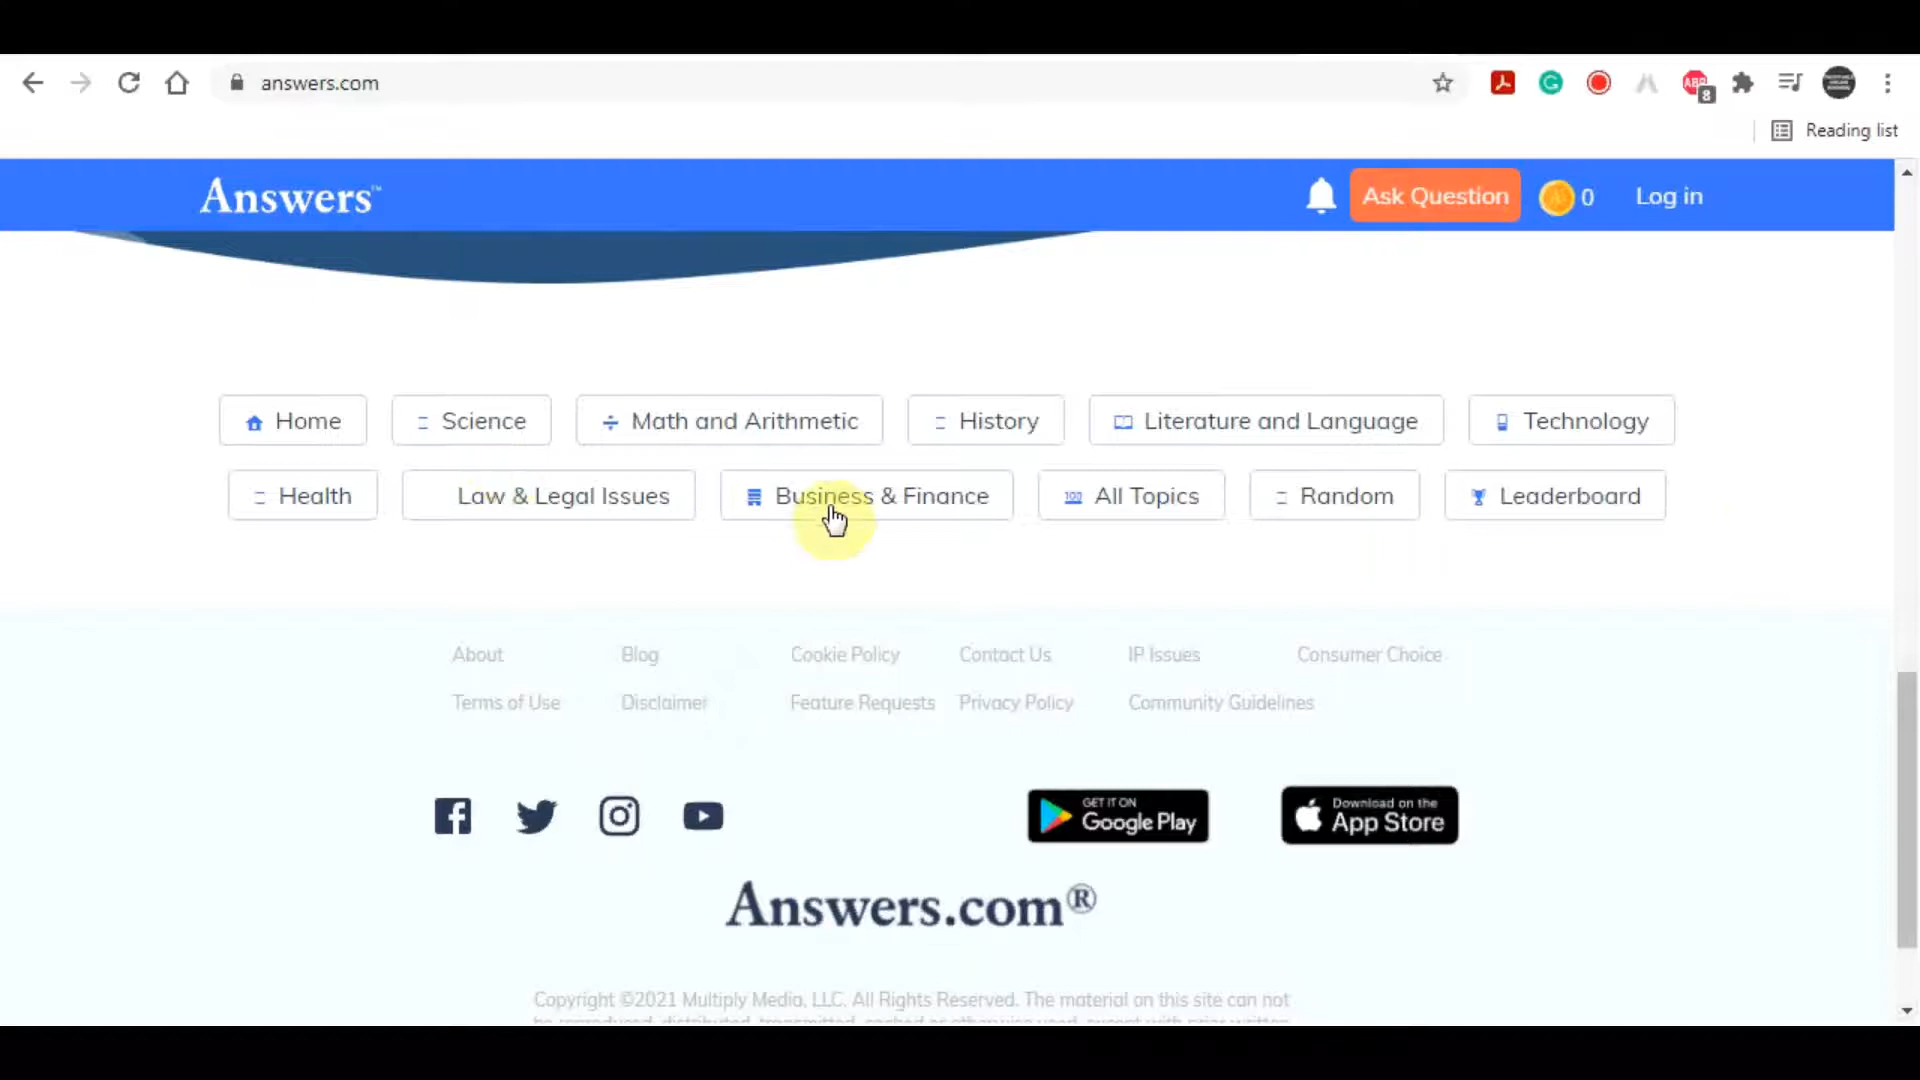 answers.com
ABP
8
Reading list
Answers™
Ask Question
0
Log in
Home
Science
Math and Arithmetic
History
Literature and Language
Technology
Health
Law & Legal Issues
Business & Finance
All Topics
Random
Leaderboard
About
Blog
Cookie Policy
Contact Us
IP Issues
Consumer Choice
Terms of Use
Disclaimer
Feature Requests
Privacy Policy
Community Guidelines
GET IT ON
Google Play
Download on the
App Store
Answers.com®
Copyright ©2021 Multiply Media, LLC. All Rights Reserved. The material on this site can not